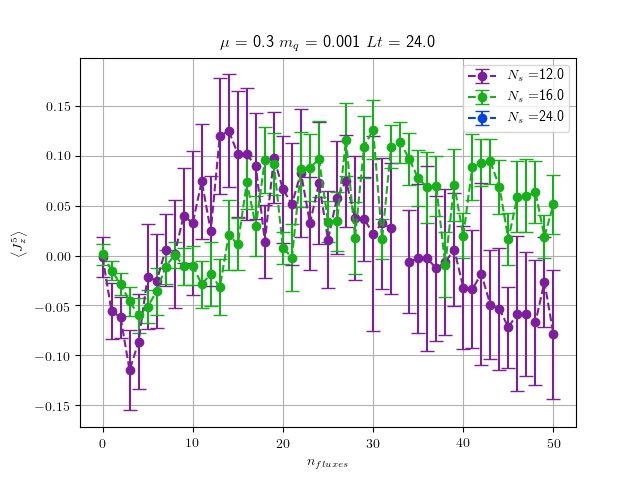 μ = 0.3 m_q = 0.001 Lt = 24.0
N_s =12.0
N_s =16.0
N_s =24.0
0.15
0.10
0.05
0.00
−0.05
−0.10
−0.15
⟨J_z^5⟩
0 10 20 30 40 50
n_{fluxes}